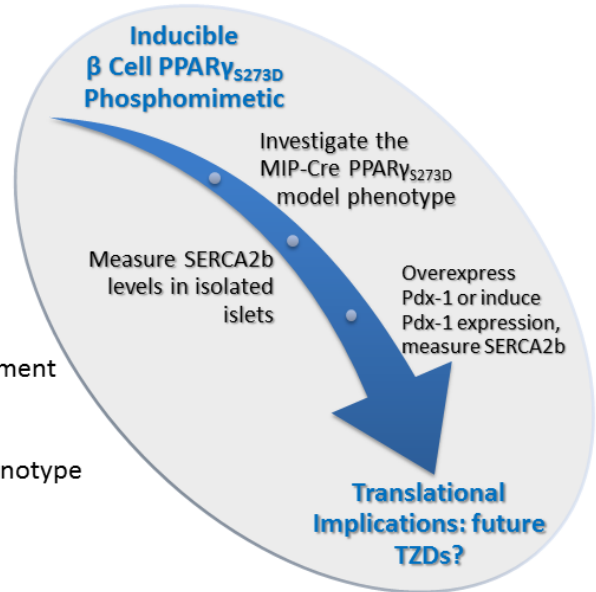 Inducible
β Cell PPARγS273D
Phosphomimetic
Investigate the
MIP-Cre PPARγS273D
model phenotype
Measure SERCA2b
levels in isolated
islets
Overexpress
Pdx-1 or induce
Pdx-1 expression,
measure SERCA2b
ment
notype
Translational
Implications: future
TZDs?